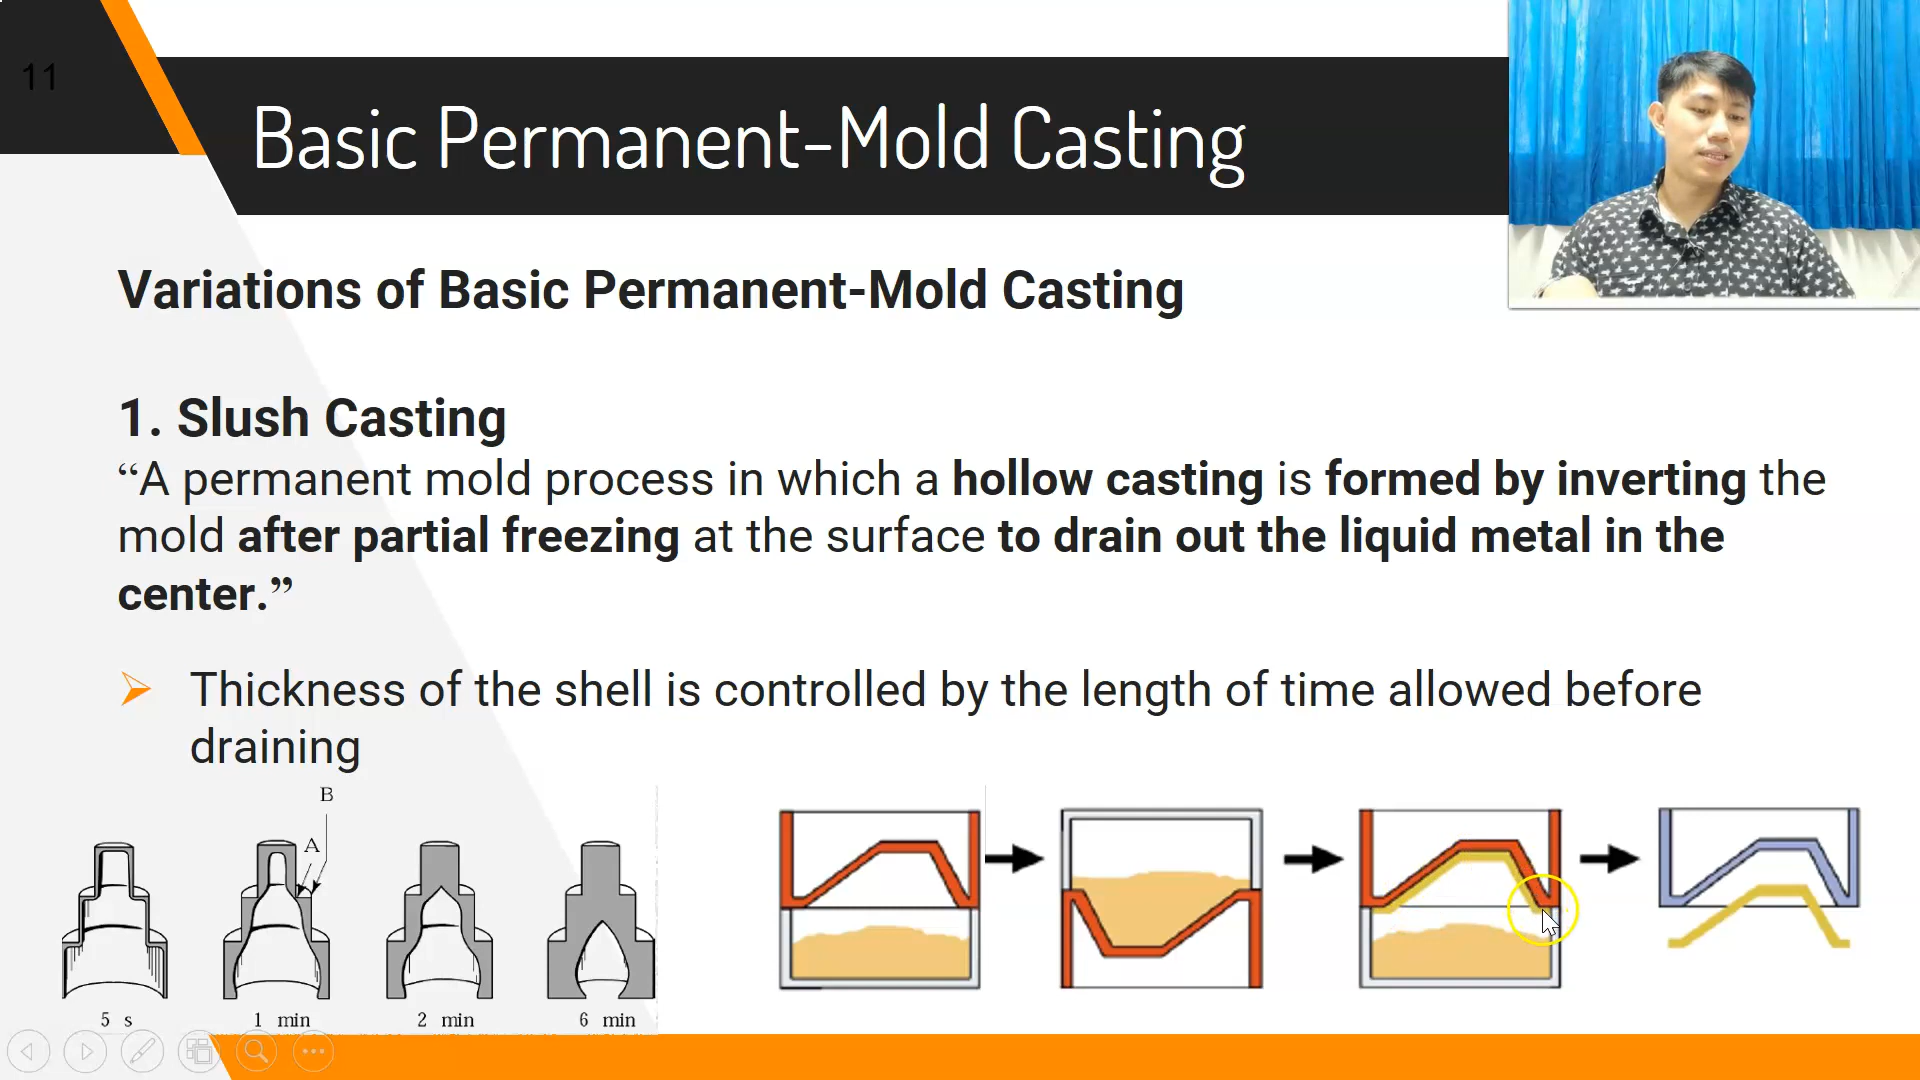 11
Basic Permanent-Mold Casting
Variations of Basic Permanent-Mold Casting
1. Slush Casting
“A permanent mold process in which a hollow casting is formed by inverting the
mold after partial freezing at the surface to drain out the liquid metal in the
center.”
Thickness of the shell is controlled by the length of time allowed before
draining
B
A
5 s
1 min
2 min
6 min